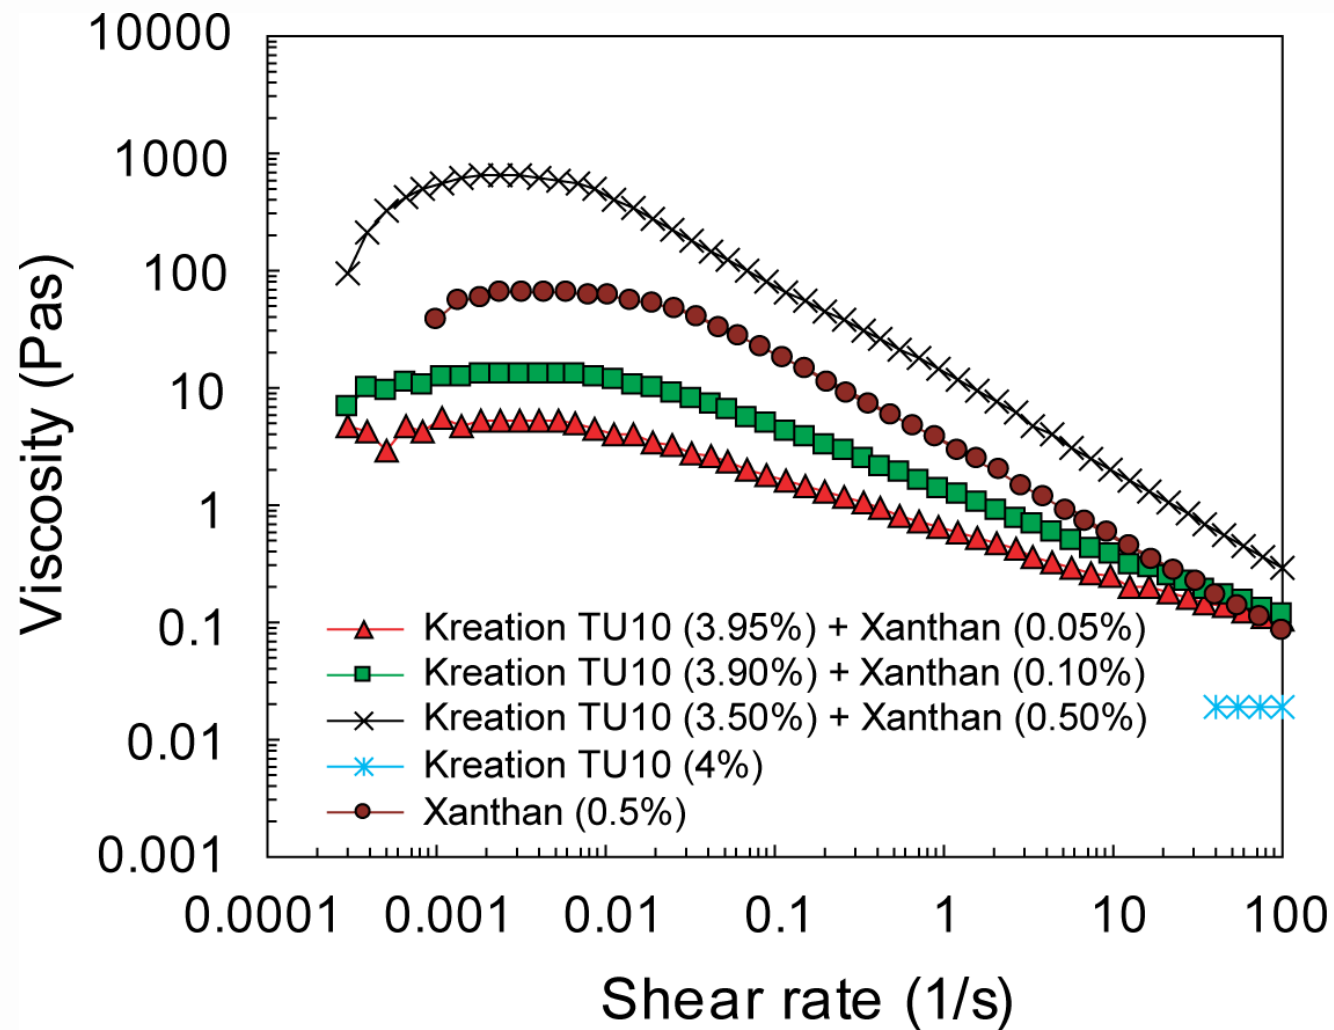 10000
1000
100
10
1
0.1
0.01
0.001
Viscosity (Pas)
Kreation TU10 (3.95%) + Xanthan (0.05%)
Kreation TU10 (3.90%) + Xanthan (0.10%)
Kreation TU10 (3.50%) + Xanthan (0.50%)
Kreation TU10 (4%)
Xanthan (0.5%)
0.0001 0.001 0.01 0.1 1 10 100
Shear rate (1/s)